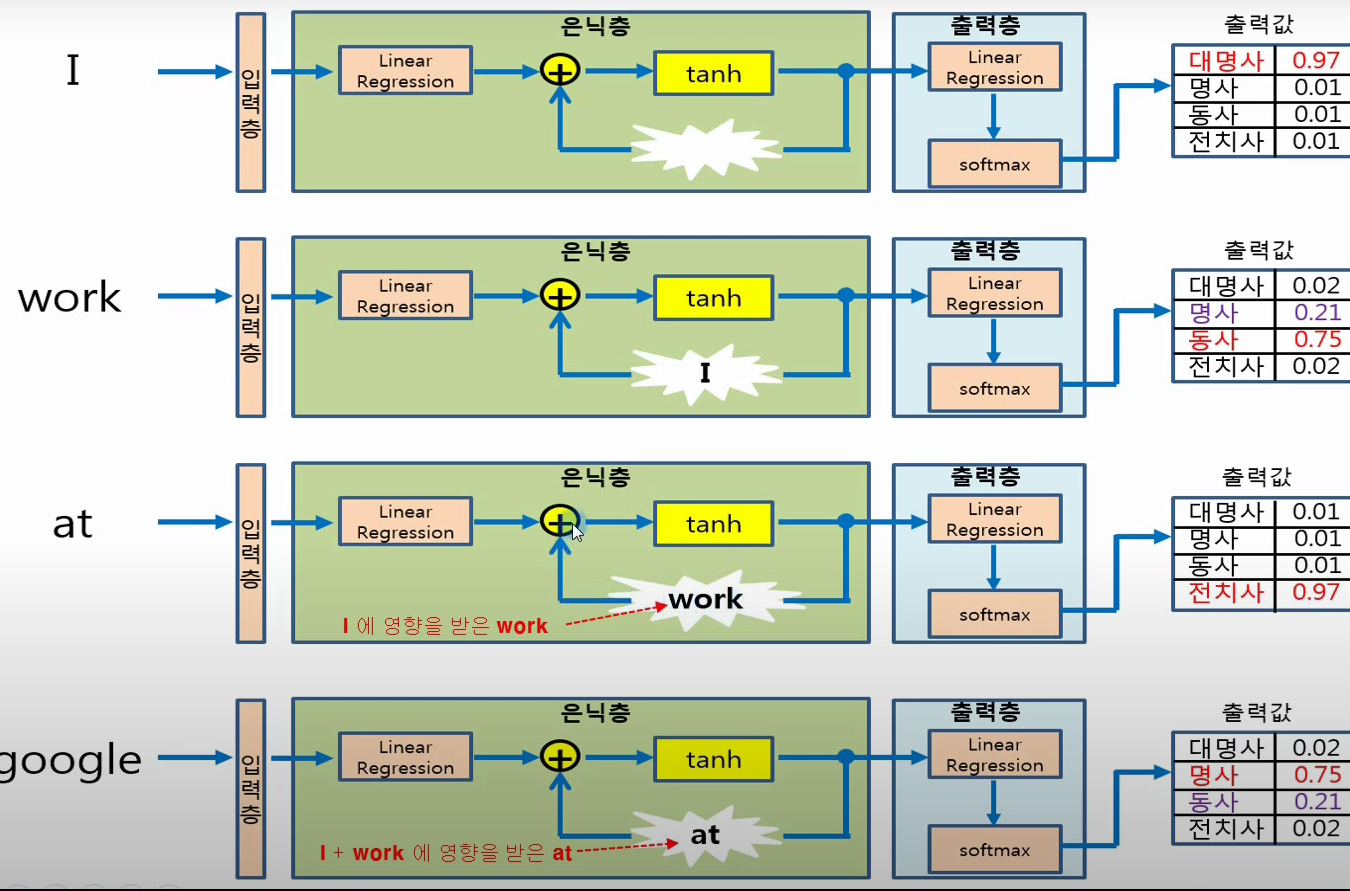 은닉층
출력층
출력값
I
입력층
Linear
Regression
+
tanh
Linear
Regression
softmax
대명사 0.97
명사 0.01
동사 0.01
전치사 0.01
은닉층
출력층
출력값
work
입력층
Linear
Regression
+
tanh
I
Linear
Regression
softmax
대명사 0.02
명사 0.21
동사 0.75
전치사 0.02
은닉층
출력층
출력값
at
입력층
Linear
Regression
+
tanh
work
I 에 영향을 받은 work
Linear
Regression
softmax
대명사 0.01
명사 0.01
동사 0.01
전치사 0.97
은닉층
출력층
출력값
google
입력층
Linear
Regression
+
tanh
at
I + work 에 영향을 받은 at
Linear
Regression
softmax
대명사 0.02
명사 0.75
동사 0.21
전치사 0.02